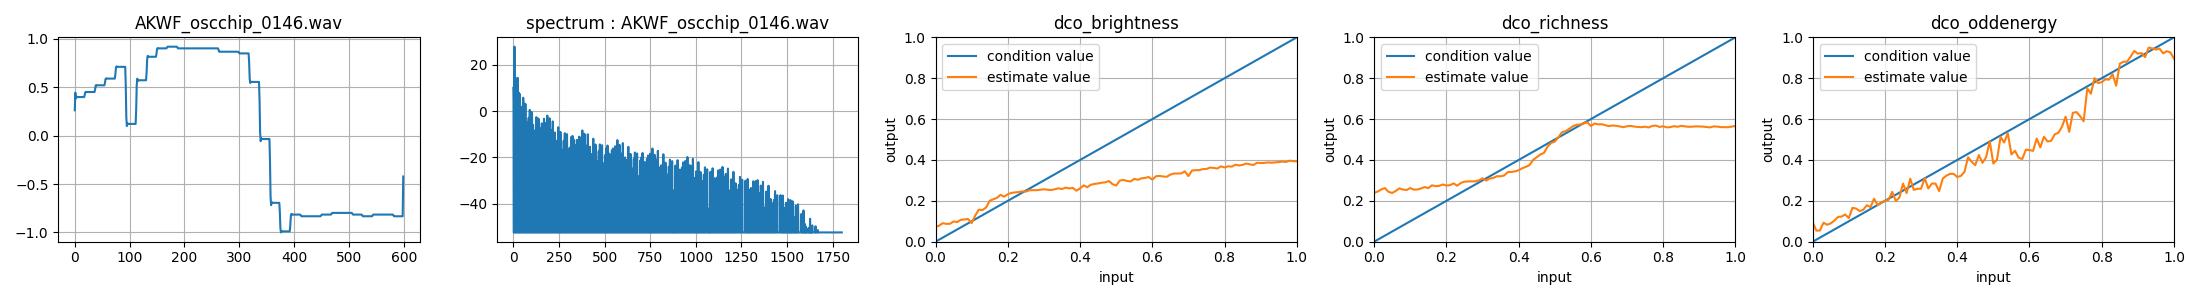 AKWF_oscchip_0146.wav
1.0
0.5
0.0
−0.5
−1.0
0 100 200 300 400 500 600
spectrum : AKWF_oscchip_0146.wav
20
0
−20
−40
0 250 500 750 1000 1250 1500 1750
dco_brightness
condition value
estimate value
output
1.0
0.8
0.6
0.4
0.2
0.0
0.0 0.2 0.4 0.6 0.8 1.0
input
dco_richness
condition value
estimate value
output
1.0
0.8
0.6
0.4
0.2
0.0
0.0 0.2 0.4 0.6 0.8 1.0
input
dco_oddenergy
condition value
estimate value
output
1.0
0.8
0.6
0.4
0.2
0.0
0.0 0.2 0.4 0.6 0.8 1.0
input